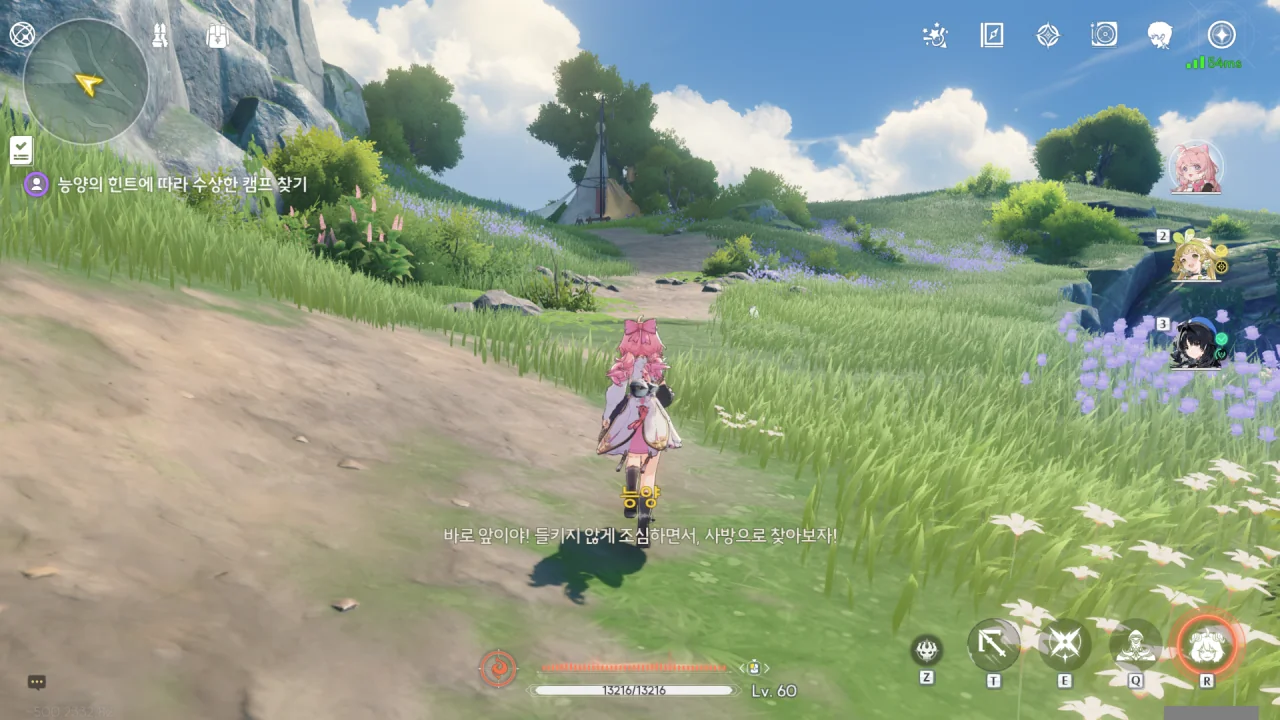 84ms
능양의 힌트에 따라 수상한 캠프 찾기
2
3
능양
바로 앞이야! 들키지 않게 조심하면서, 사방으로 찾아보자!
Z
T
E
Q
R
13216/13216
Lv. 60